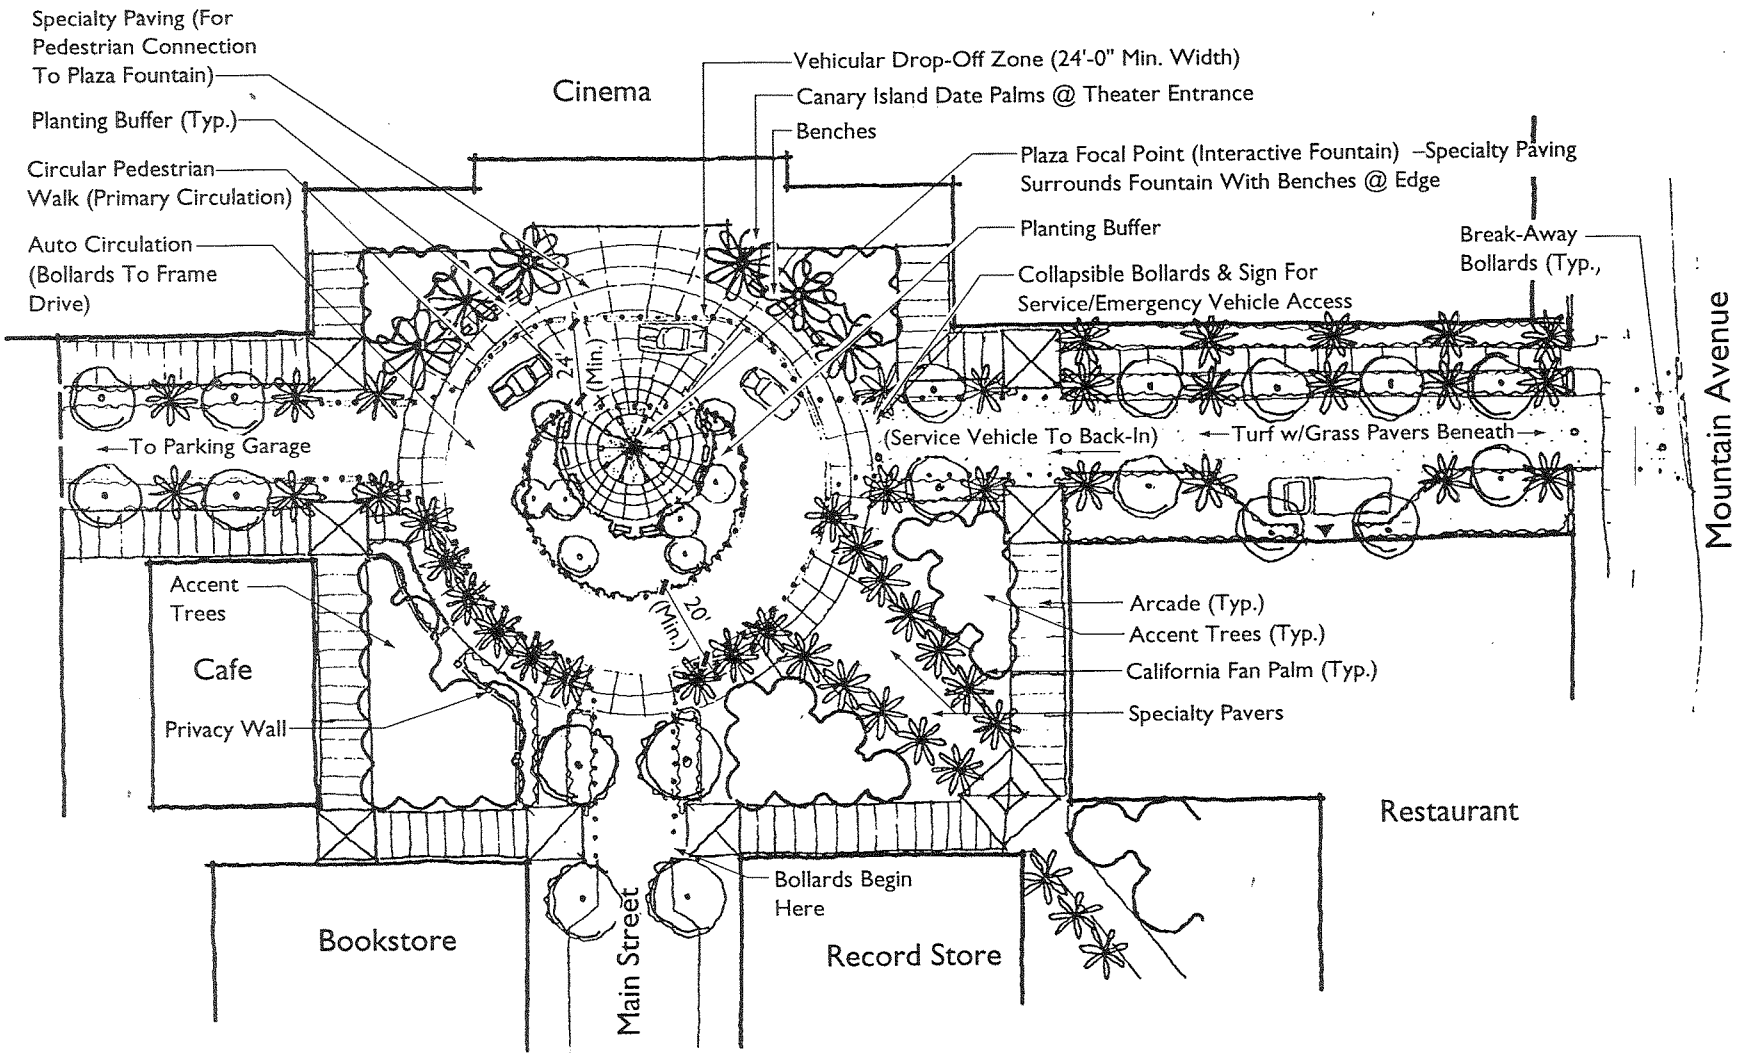 Specialty Paving (For
Pedestrian Connection
To Plaza Fountain)
Planting Buffer (Typ.)
Circular Pedestrian
Walk (Primary Circulation)
Auto Circulation
(Bollards To Frame
Drive)
Cinema
Vehicular Drop-Off Zone (24'-0" Min. Width)
Canary Island Date Palms @ Theater Entrance
Benches
Plaza Focal Point (Interactive Fountain) –Specialty Paving
Surrounds Fountain With Benches @ Edge
Planting Buffer
Collapsible Bollards & Sign For
Service/Emergency Vehicle Access
Break-Away
Bollards (Typ.,
Mountain Avenue
24'
(Min.)
To Parking Garage
(Service Vehicle To Back-In)
Turf w/Grass Pavers Beneath
20'
(Min.)
Accent
Trees
Cafe
Privacy Wall
Arcade (Typ.)
Accent Trees (Typ.)
California Fan Palm (Typ.)
Specialty Pavers
Restaurant
Bollards Begin
Here
Bookstore
Main Street
Record Store